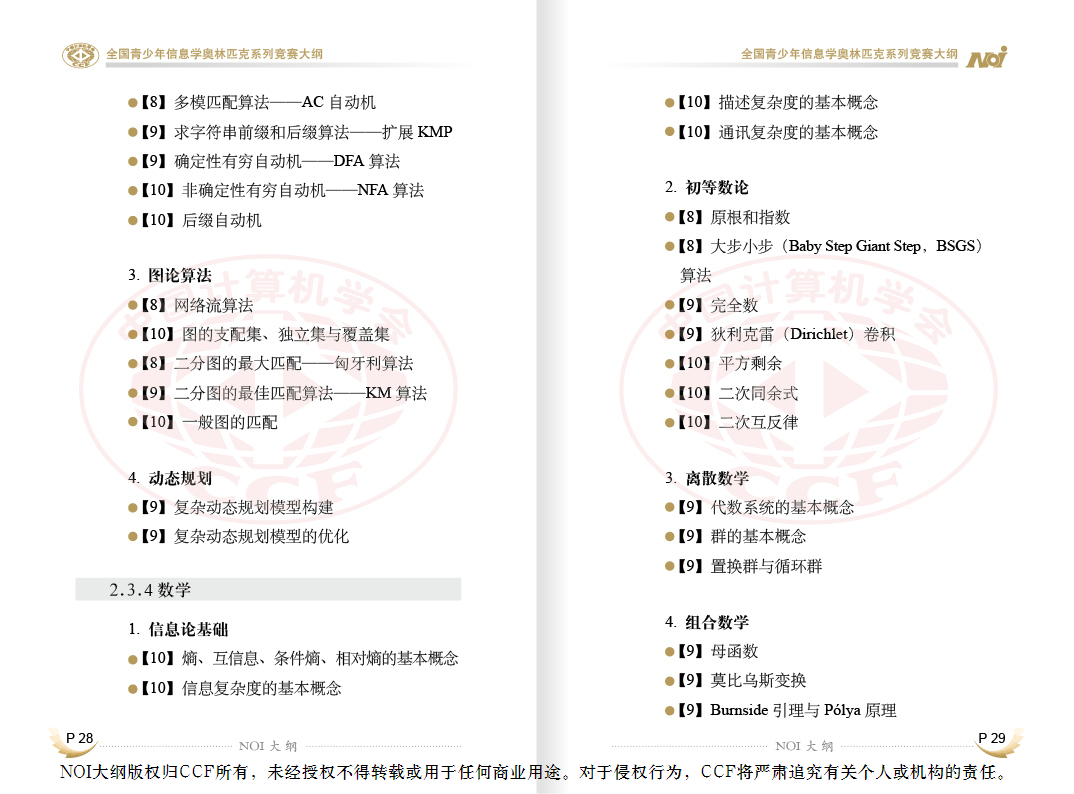 全国青少年信息学奥林匹克系列竞赛大纲
●【8】多模匹配算法——AC 自动机
●【9】求字符串前缀和后缀算法——扩展 KMP
●【9】确定性有穷自动机——DFA 算法
●【10】非确定性有穷自动机——NFA 算法
●【10】后缀自动机
3. 图论算法
●【8】网络流算法
●【10】图的支配集、独立集与覆盖集
●【8】二分图的最大匹配——匈牙利算法
●【9】二分图的最佳匹配算法——KM 算法
●【10】一般图的匹配
4. 动态规划
●【9】复杂动态规划模型构建
●【9】复杂动态规划模型的优化
2.3.4 数学
1. 信息论基础
●【10】熵、互信息、条件熵、相对熵的基本概念
●【10】信息复杂度的基本概念
P 28
NOI 大 纲
全国青少年信息学奥林匹克系列竞赛大纲 NOI
●【10】描述复杂度的基本概念
●【10】通讯复杂度的基本概念
2. 初等数论
●【8】原根和指数
●【8】大步小步（Baby Step Giant Step，BSGS）
算法
●【9】完全数
●【9】狄利克雷（Dirichlet）卷积
●【10】平方剩余
●【10】二次同余式
●【10】二次互反律
3. 离散数学
●【9】代数系统的基本概念
●【9】群的基本概念
●【9】置换群与循环群
4. 组合数学
●【9】母函数
●【9】莫比乌斯变换
●【9】Burnside 引理与 Pólya 原理
NOI 大 纲
P 29
中国计算机学会
CCF
中国计算机学会
CCF
NOI大纲版权归CCF所有，未经授权不得转载或用于任何商业用途。对于侵权行为，CCF将严肃追究有关个人或机构的责任。